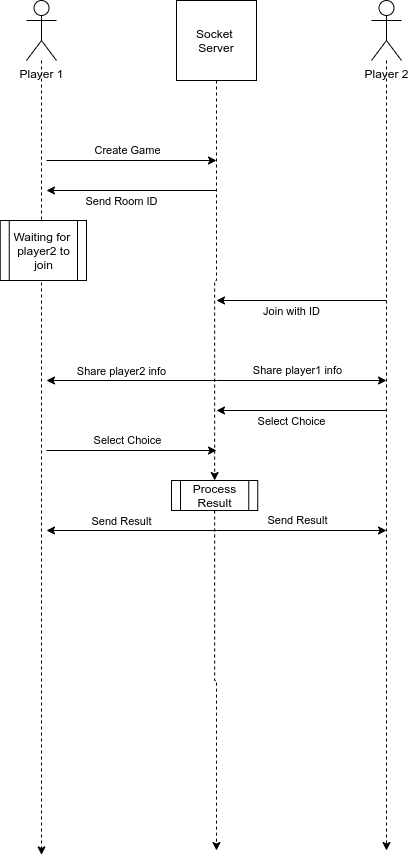 Socket
Server
Player 1
Player 2
Create Game
Send Room ID
Waiting for
player2 to
join
Join with ID
Share player2 info
Share player1 info
Select Choice
Select Choice
Process
Result
Send Result
Send Result